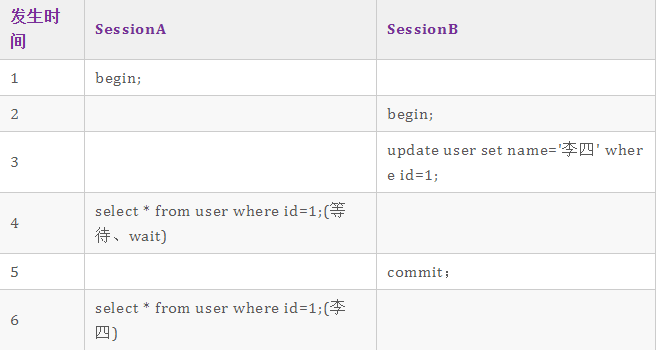 发生时
间
SessionA
SessionB
1
begin;
2
begin;
3
update user set name='李四' wher
e id=1;
4
select * from user where id=1;(等
待、wait)
5
commit；
6
select * from user where id=1;(李
四)